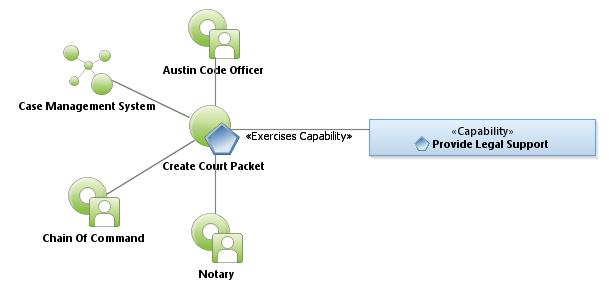 Austin Code Officer
Case Management System
«Exercises Capability»
«Capability»
Provide Legal Support
Create Court Packet
Chain Of Command
Notary